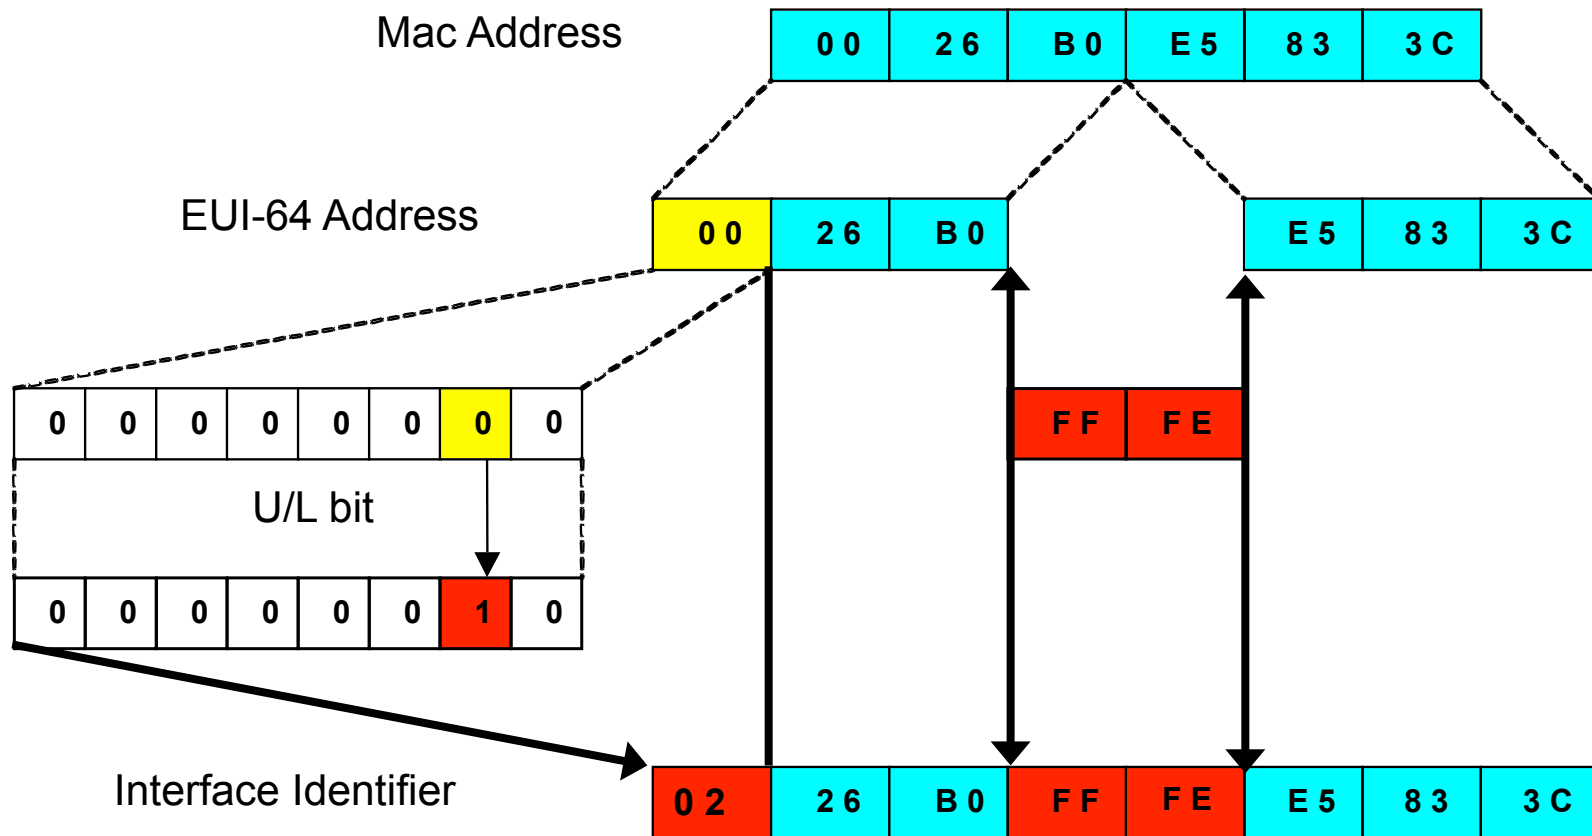 Mac Address
0 0 2 6 B 0 E 5 8 3 3 C
EUI-64 Address
0 0 2 6 B 0 E 5 8 3 3 C
0 0 0 0 0 0 0 0
F F F E
U/L bit
0 0 0 0 0 0 1 0
Interface Identifier
0 2 2 6 B 0 F F F E E 5 8 3 3 C